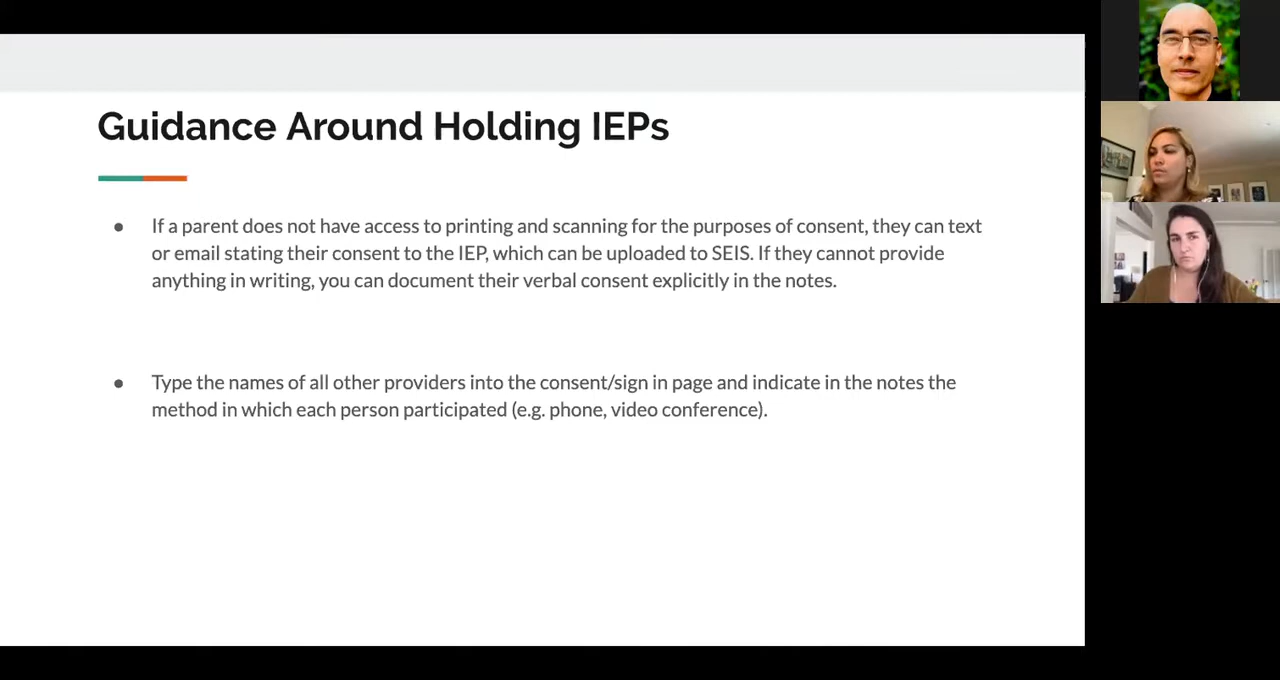 Guidance Around Holding IEPs
● If a parent does not have access to printing and scanning for the purposes of consent, they can text
or email stating their consent to the IEP, which can be uploaded to SEIS. If they cannot provide
anything in writing, you can document their verbal consent explicitly in the notes.
● Type the names of all other providers into the consent/sign in page and indicate in the notes the
method in which each person participated (e.g. phone, video conference).